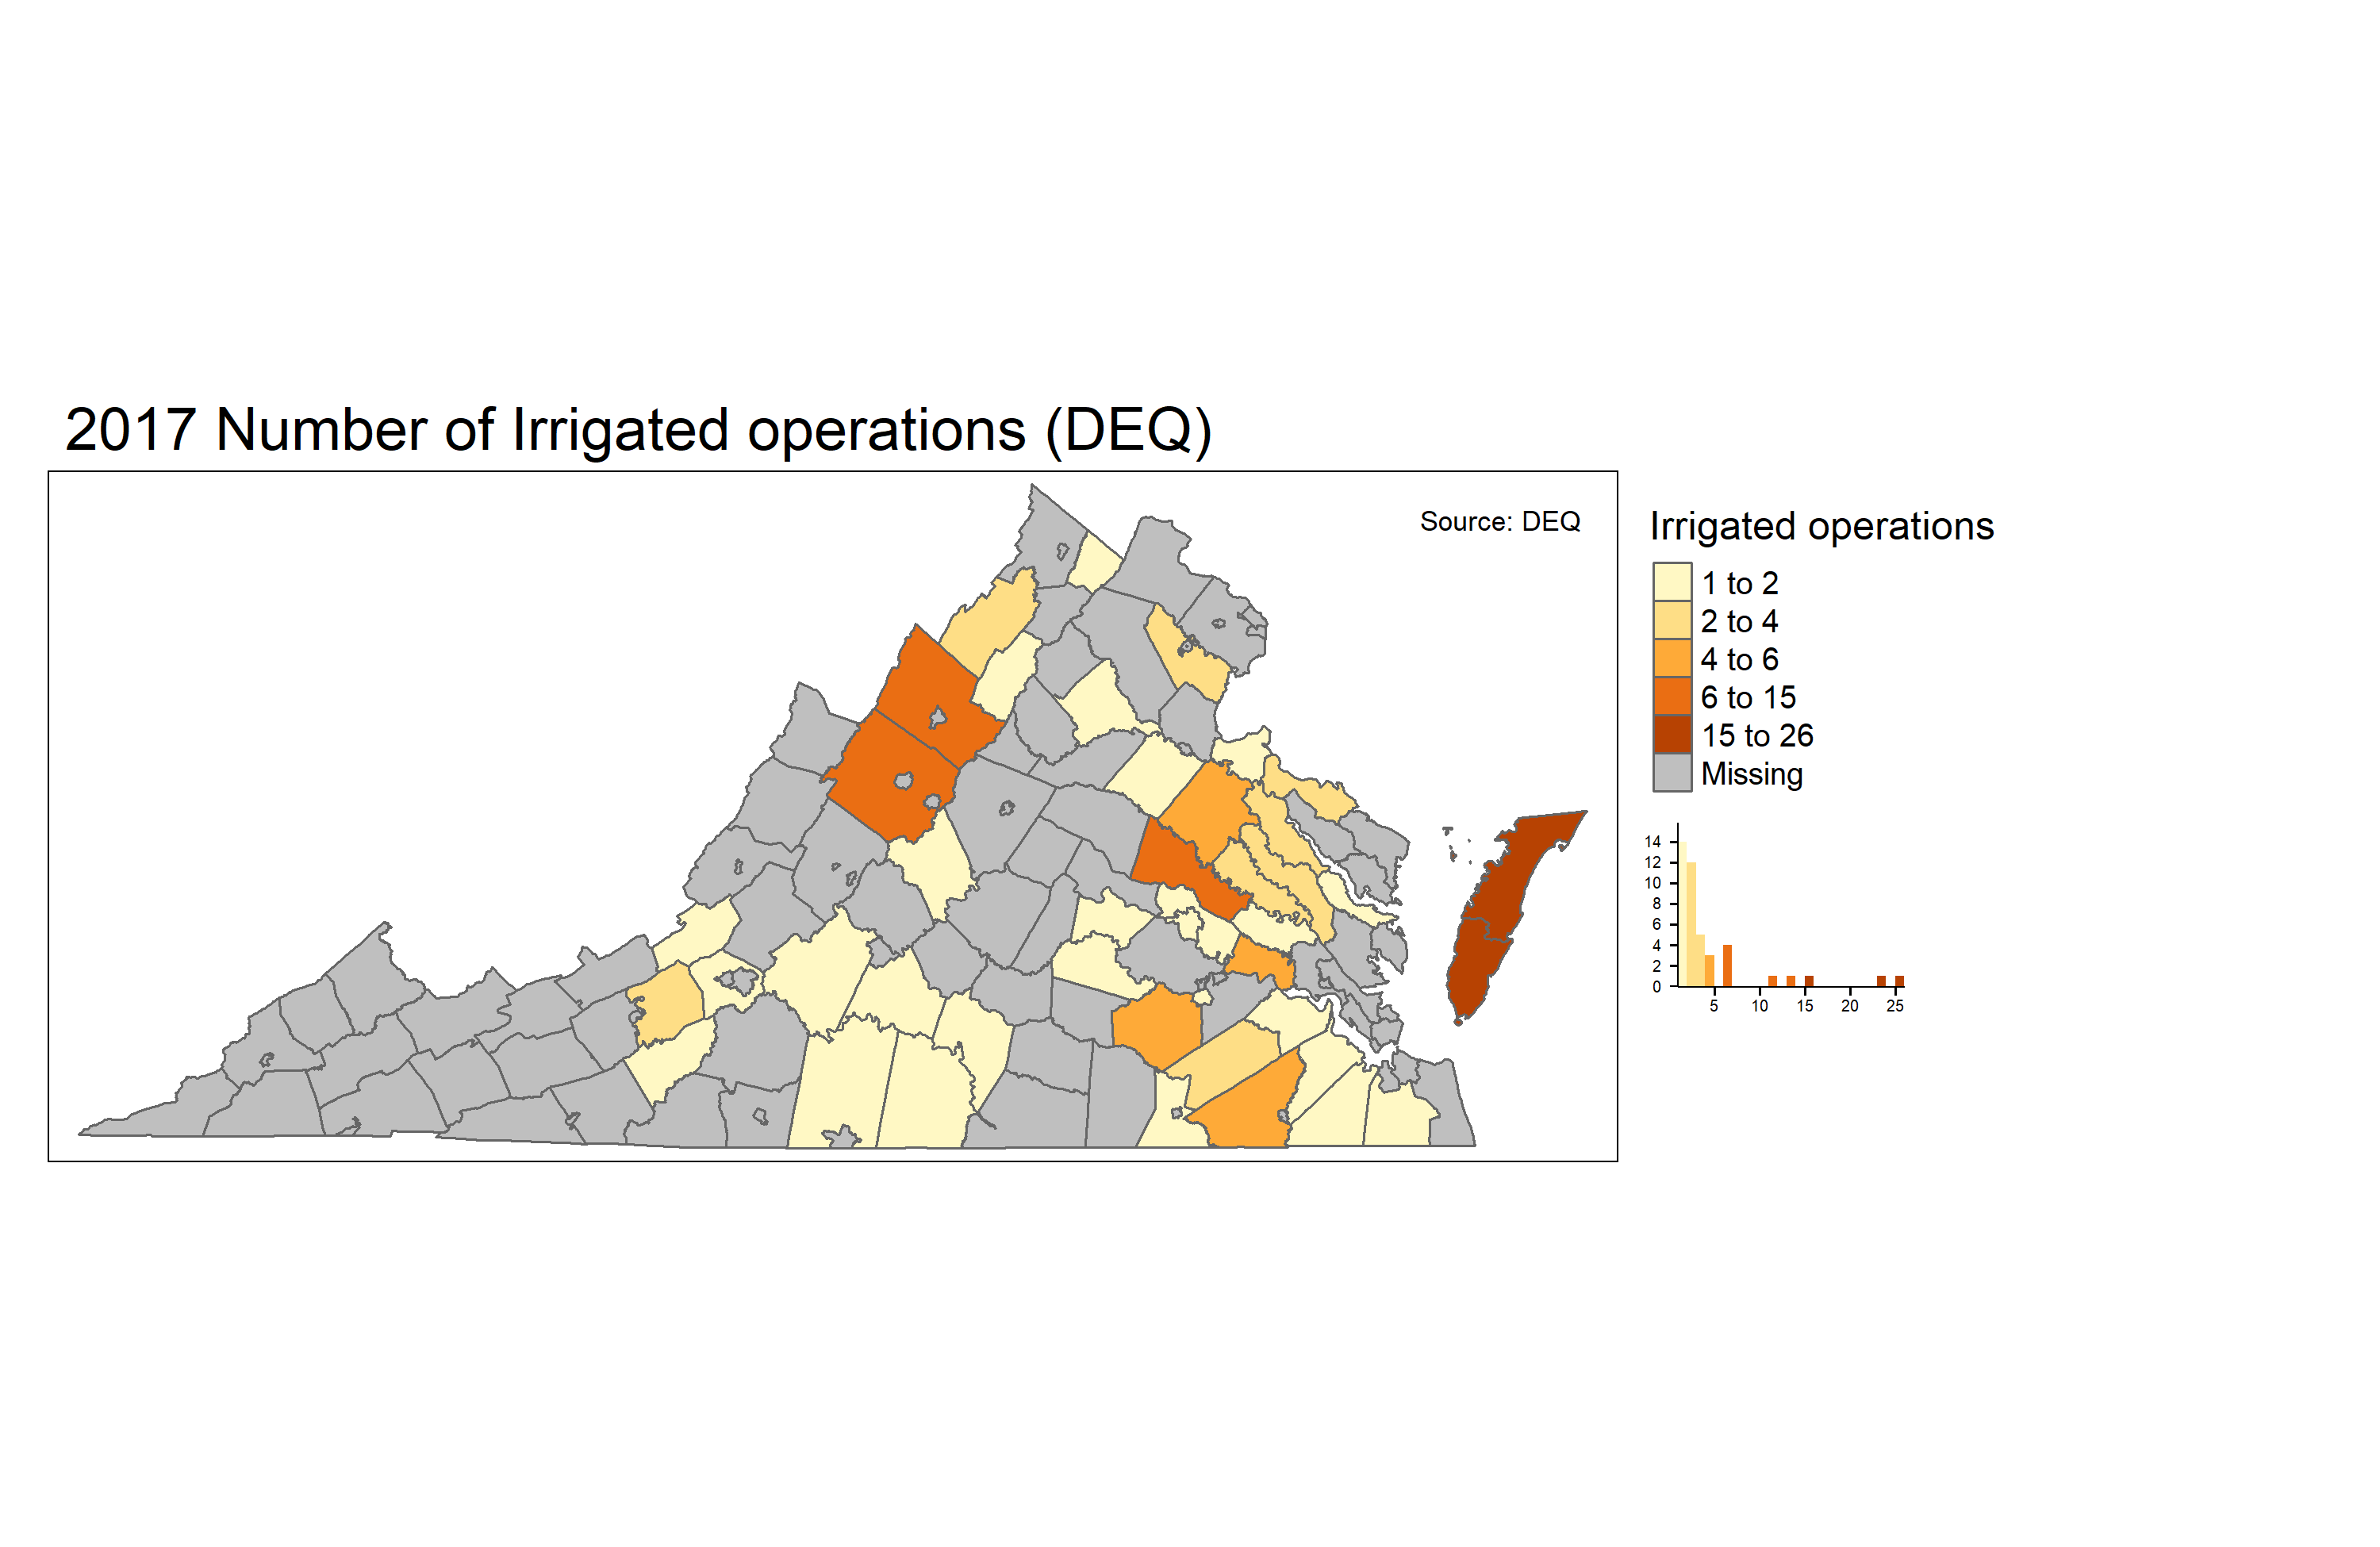 2017 Number of Irrigated operations (DEQ)
Source: DEQ
Irrigated operations
1 to 2
2 to 4
4 to 6
6 to 15
15 to 26
Missing
14
12
10
8
6
4
2
0
5 10 15 20 25